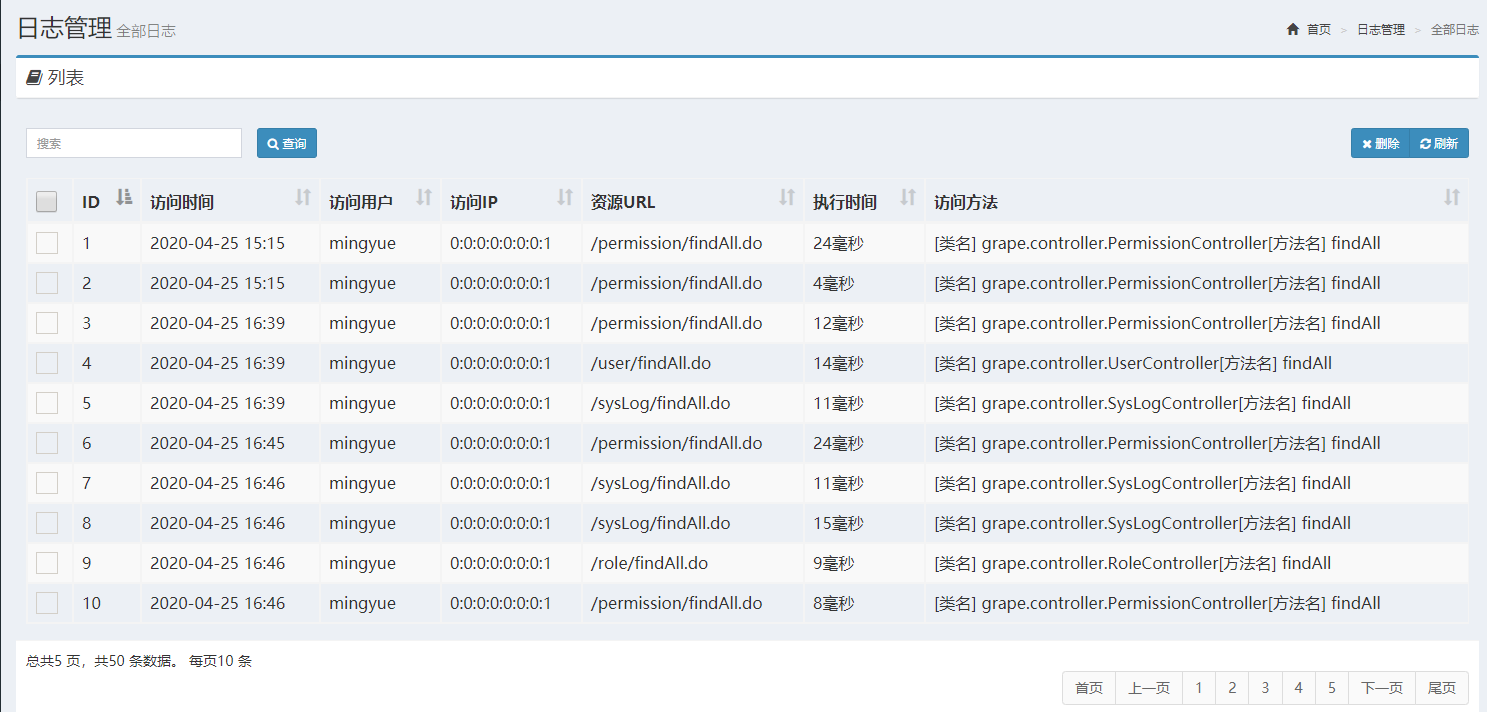 日志管理 全部日志
首页 > 日志管理 > 全部日志
列表
搜索 查询 删除 刷新
ID 访问时间 访问用户 访问IP 资源URL 执行时间 访问方法
1 2020-04-25 15:15 mingyue 0:0:0:0:0:0:0:1 /permission/findAll.do 24毫秒 [类名] grape.controller.PermissionController[方法名] findAll
2 2020-04-25 15:15 mingyue 0:0:0:0:0:0:0:1 /permission/findAll.do 4毫秒 [类名] grape.controller.PermissionController[方法名] findAll
3 2020-04-25 16:39 mingyue 0:0:0:0:0:0:0:1 /permission/findAll.do 12毫秒 [类名] grape.controller.PermissionController[方法名] findAll
4 2020-04-25 16:39 mingyue 0:0:0:0:0:0:0:1 /user/findAll.do 14毫秒 [类名] grape.controller.UserController[方法名] findAll
5 2020-04-25 16:39 mingyue 0:0:0:0:0:0:0:1 /sysLog/findAll.do 11毫秒 [类名] grape.controller.SysLogController[方法名] findAll
6 2020-04-25 16:45 mingyue 0:0:0:0:0:0:0:1 /permission/findAll.do 24毫秒 [类名] grape.controller.PermissionController[方法名] findAll
7 2020-04-25 16:46 mingyue 0:0:0:0:0:0:0:1 /sysLog/findAll.do 11毫秒 [类名] grape.controller.SysLogController[方法名] findAll
8 2020-04-25 16:46 mingyue 0:0:0:0:0:0:0:1 /sysLog/findAll.do 15毫秒 [类名] grape.controller.SysLogController[方法名] findAll
9 2020-04-25 16:46 mingyue 0:0:0:0:0:0:0:1 /role/findAll.do 9毫秒 [类名] grape.controller.RoleController[方法名] findAll
10 2020-04-25 16:46 mingyue 0:0:0:0:0:0:0:1 /permission/findAll.do 8毫秒 [类名] grape.controller.PermissionController[方法名] findAll
总共5 页，共50 条数据。 每页10 条
首页 上一页 1 2 3 4 5 下一页 尾页